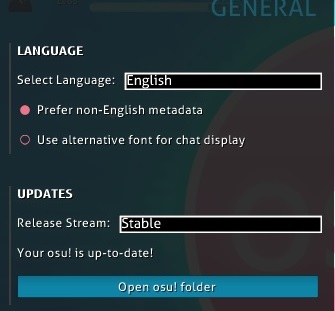 GENERAL
LANGUAGE
Select Language: English
Prefer non-English metadata
Use alternative font for chat display
UPDATES
Release Stream: Stable
Your osu! is up-to-date!
Open osu! folder